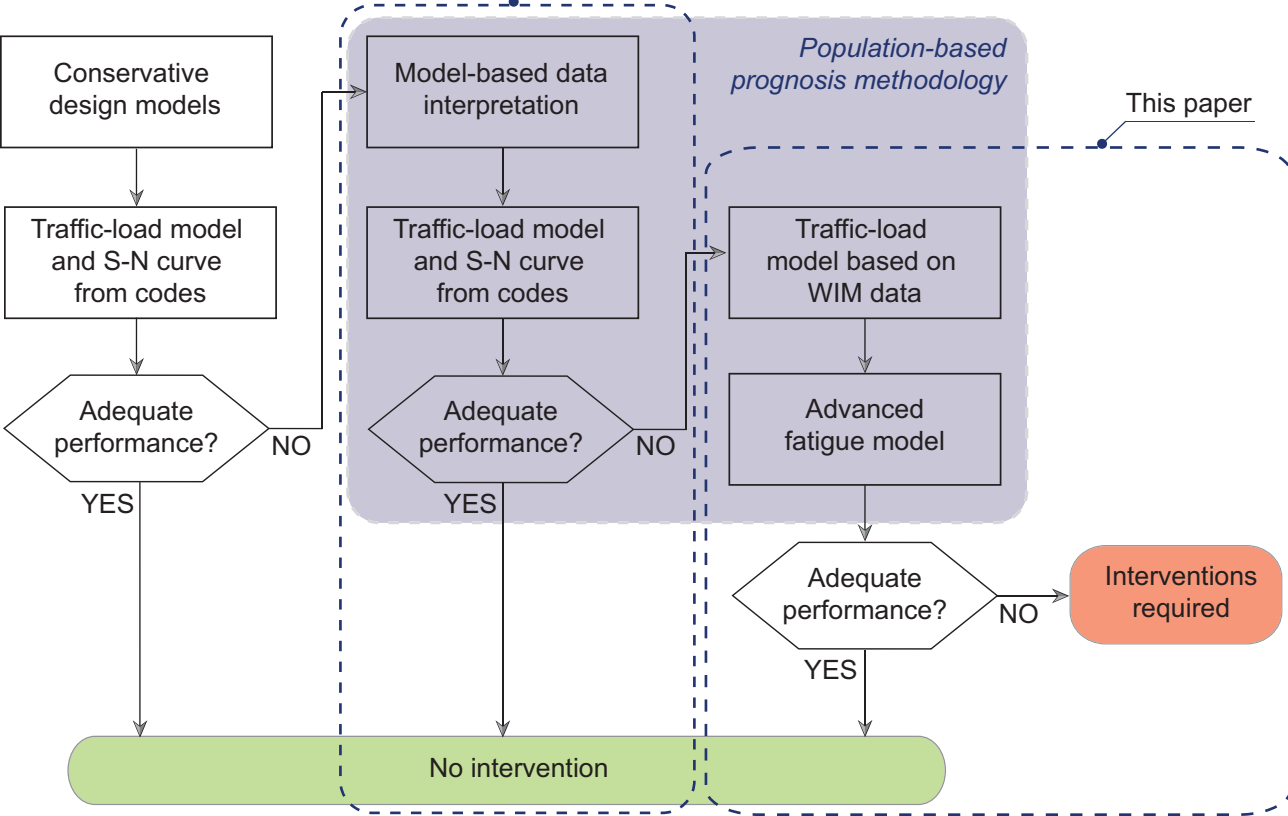 Conservative
design models
Traffic-load model
and S-N curve
from codes
Adequate
performance?
NO
YES
Model-based data
interpretation
Traffic-load model
and S-N curve
from codes
Adequate
performance?
NO
YES
Population-based
prognosis methodology
This paper
Traffic-load
model based on
WIM data
Advanced
fatigue model
Adequate
performance?
NO
YES
Interventions
required
No intervention